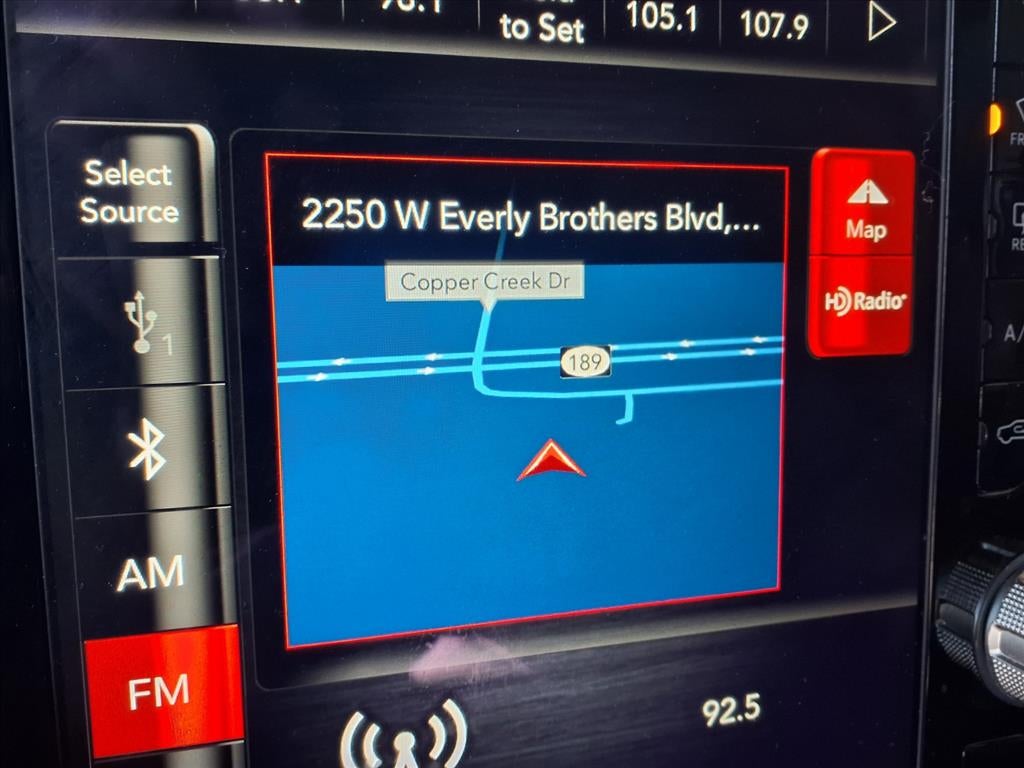 to Set
105.1
107.9
Select
Source
2250 W Everly Brothers Blvd,...
Map
Copper Creek Dr
HD Radio
1
189
AM
FM
92.5